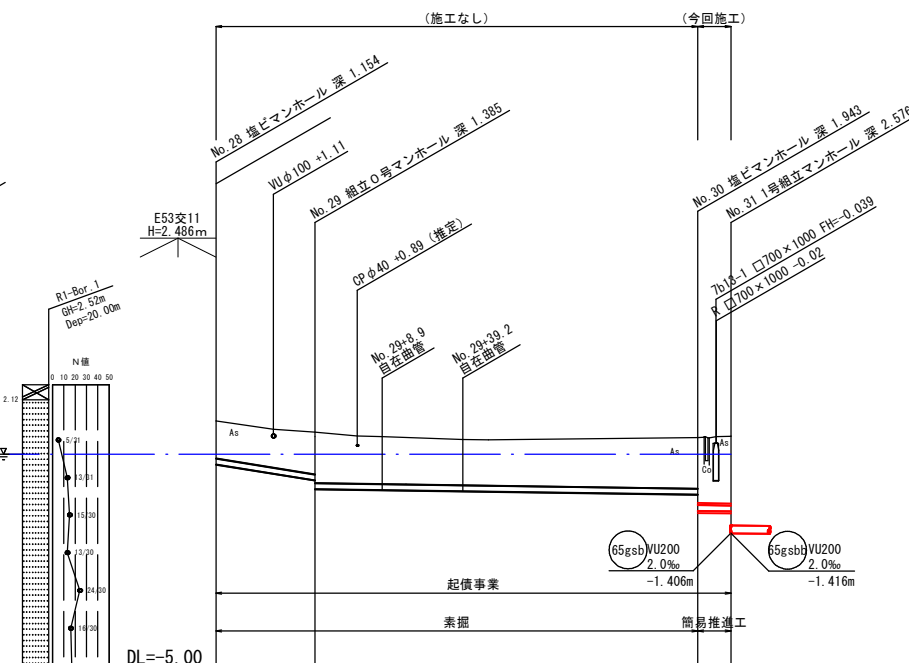 (施工なし)
(今回施工)
No.28 塩ビマンホール 深 1.154
VUφ100 +1.11
No.29 組立0号マンホール 深 1.385
No.30 塩ビマンホール 深 1.943
No.31 1号組立マンホール 深 2.576
E53交11
H=2.486m
CPφ40 +0.89 (推定)
7b13-1 □700×1000 FH=-0.039
R □700×1000 -0.02
R1-Bor.1
GH=2.52m
Dep=20.00m
No.29+8.9
自在曲管
No.29+39.2
自在曲管
N値
0 10 20 30 40 50
2.12
As
As
As
Co
5/31
13/31
15/30
13/30
24/30
16/30
65gsb
VU200
2.0‰
-1.406m
65gsbb
VU200
2.0‰
-1.416m
起債事業
素掘
簡易推進工
DL=-5.00